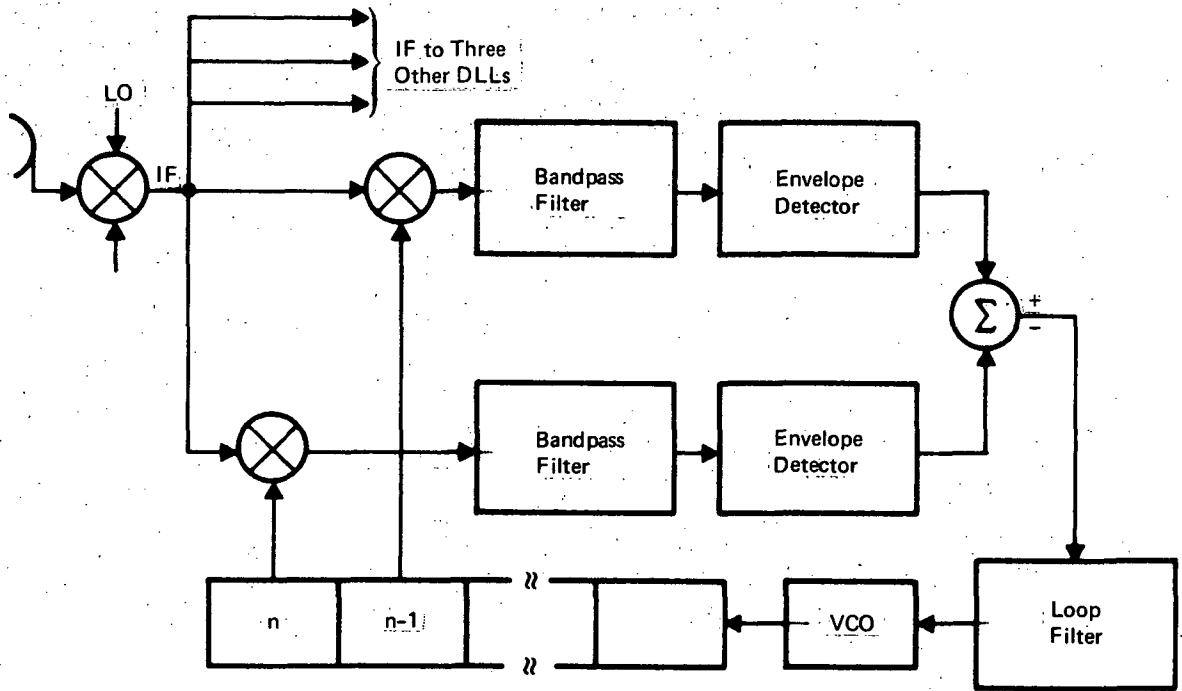 IF to Three
Other DLLs
LO
IF
Bandpass
Filter
Envelope
Detector
Σ
+
-
Bandpass
Filter
Envelope
Detector
n
n-1
VCO
Loop
Filter